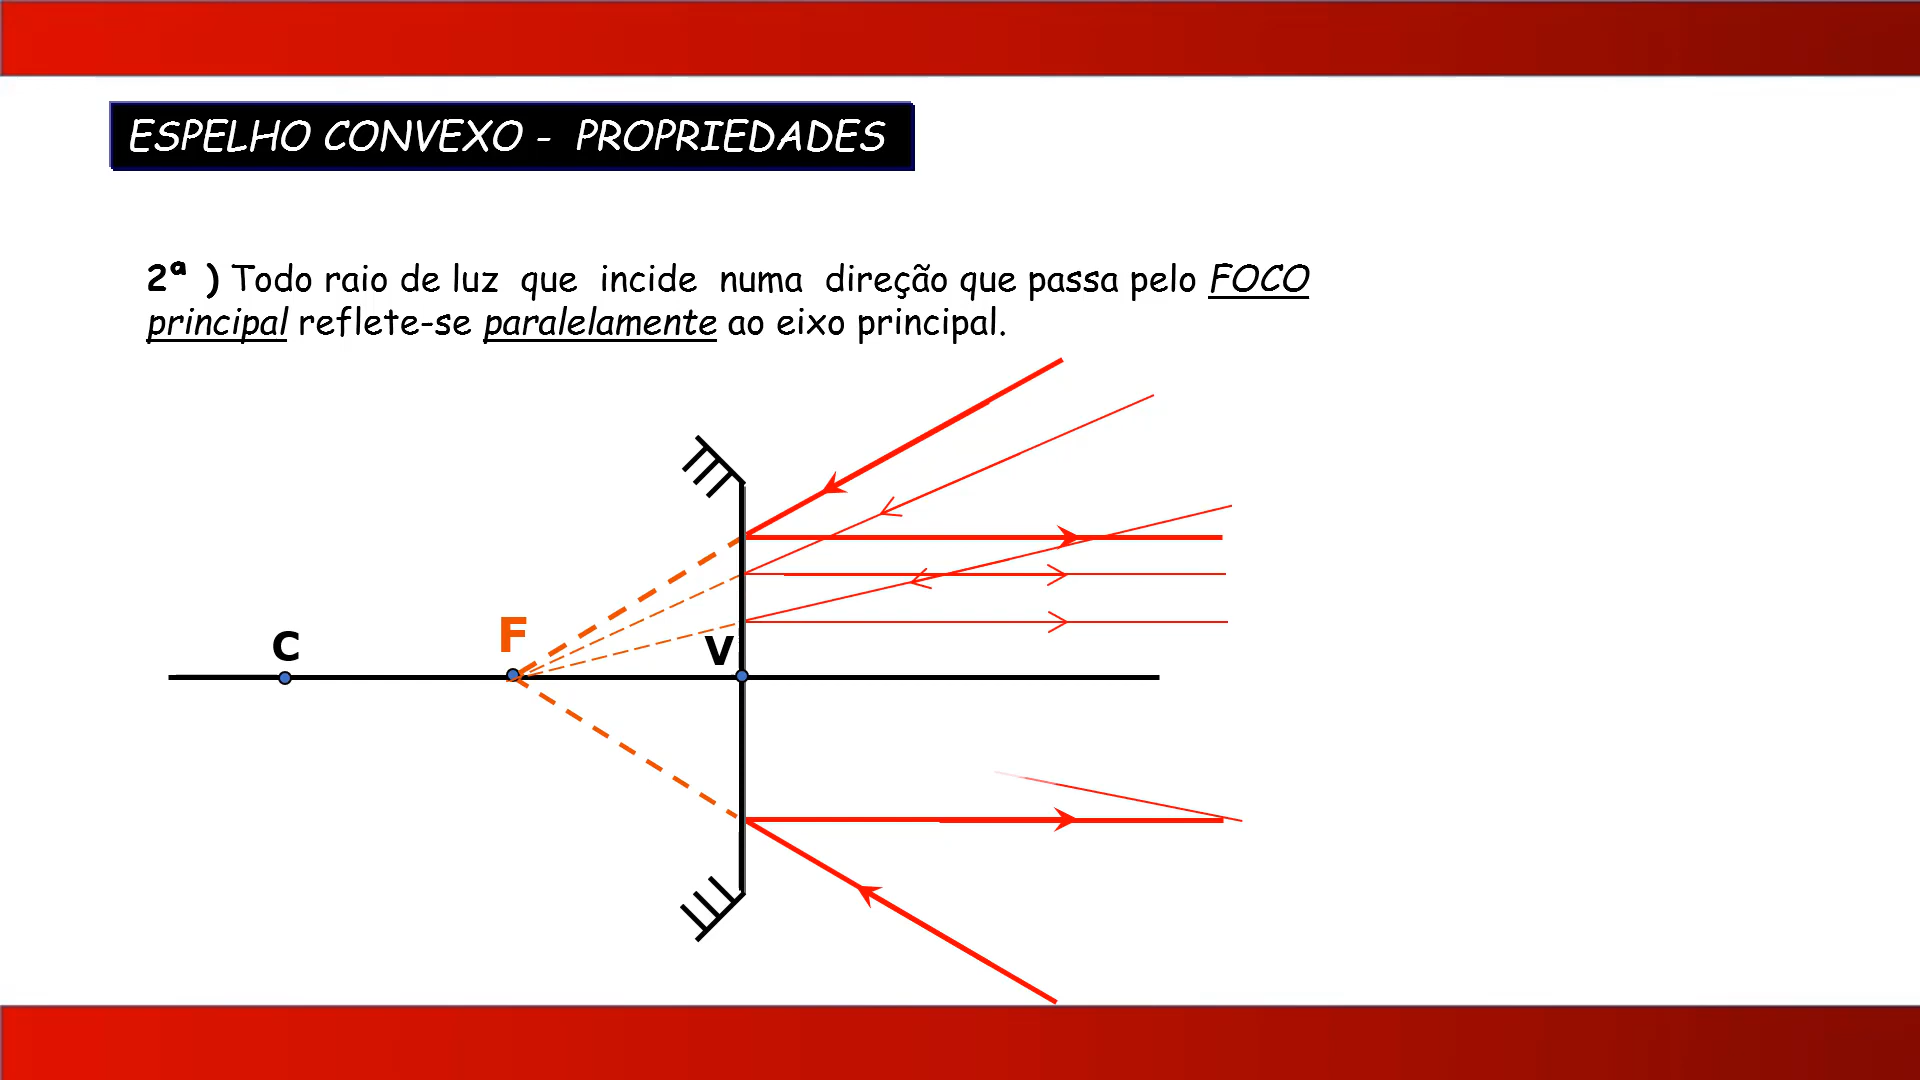 ESPELHO CONVEXO - PROPRIEDADES
2ª ) Todo raio de luz que incide numa direção que passa pelo FOCO
principal reflete-se paralelamente ao eixo principal.
C
F
V